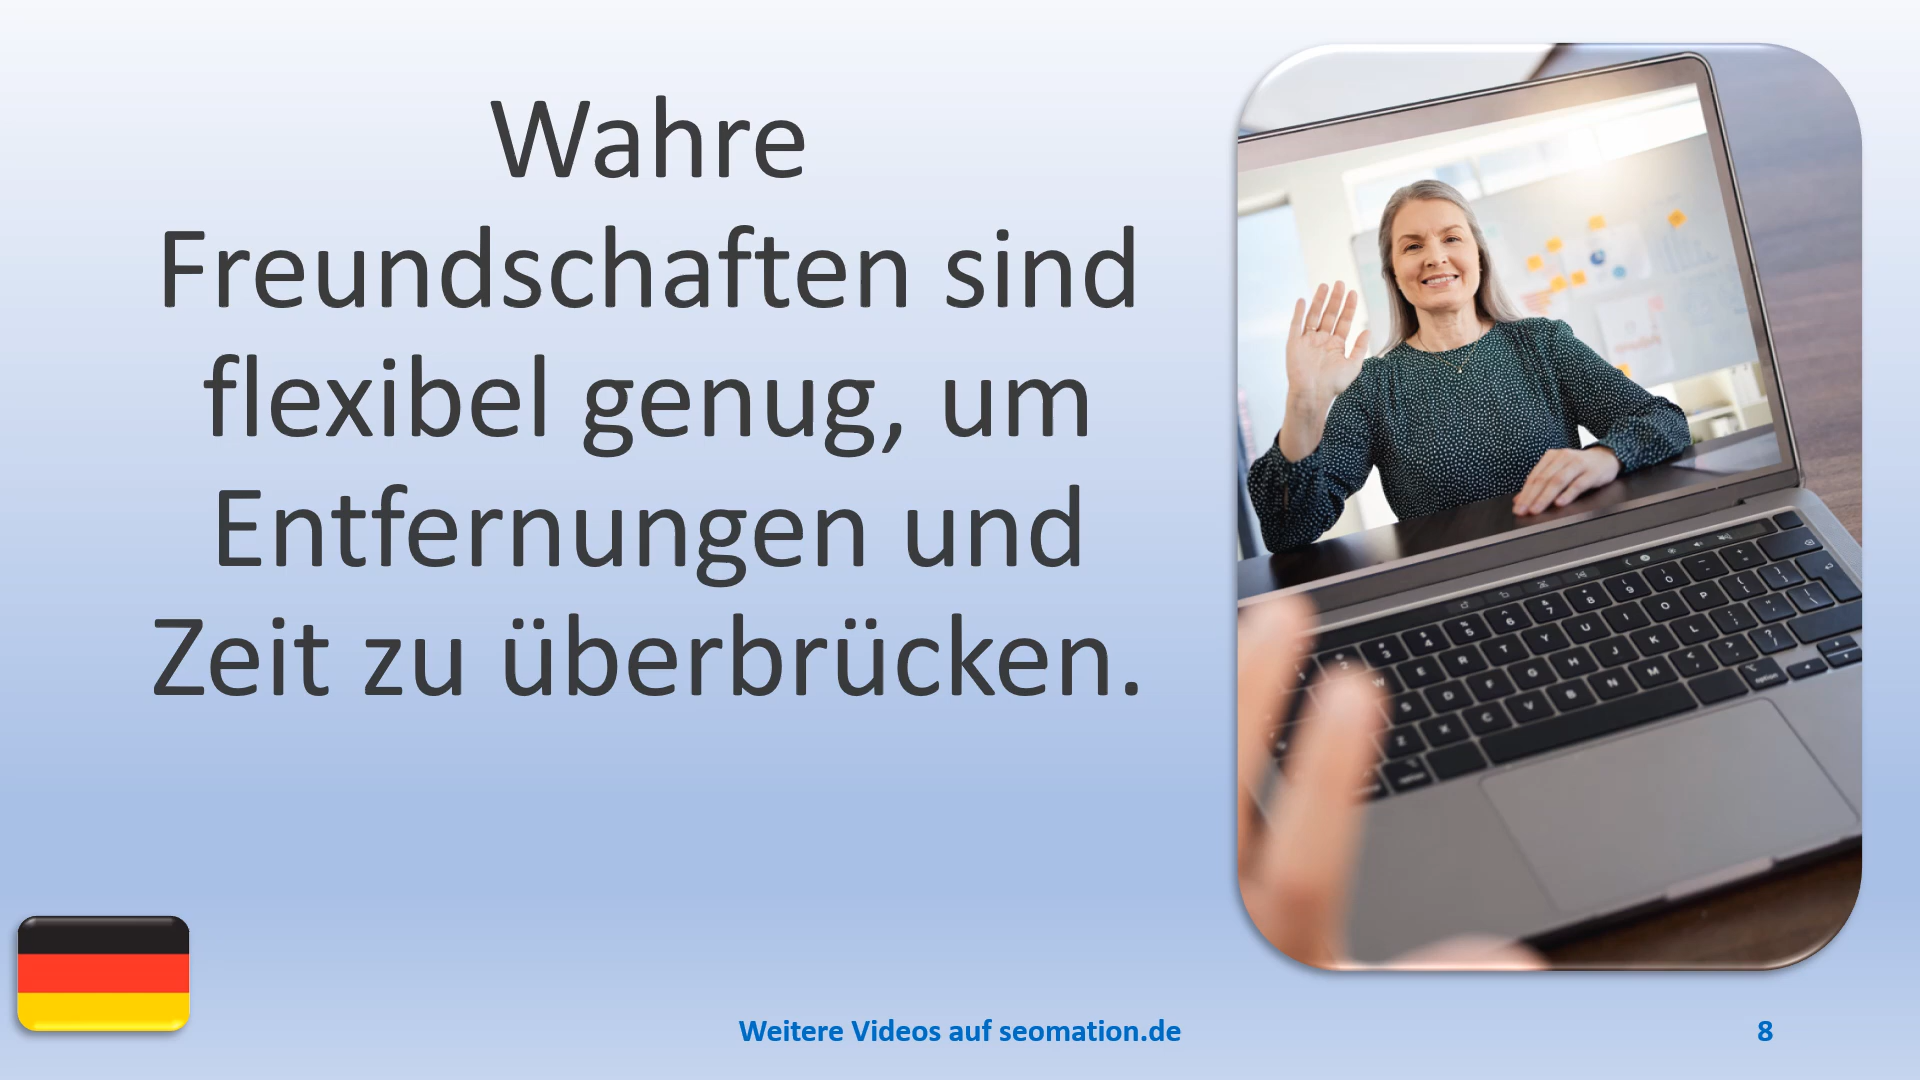 Wahre
Freundschaften sind
flexibel genug, um
Entfernungen und
Zeit zu überbrücken.
Weitere Videos auf seomation.de
8